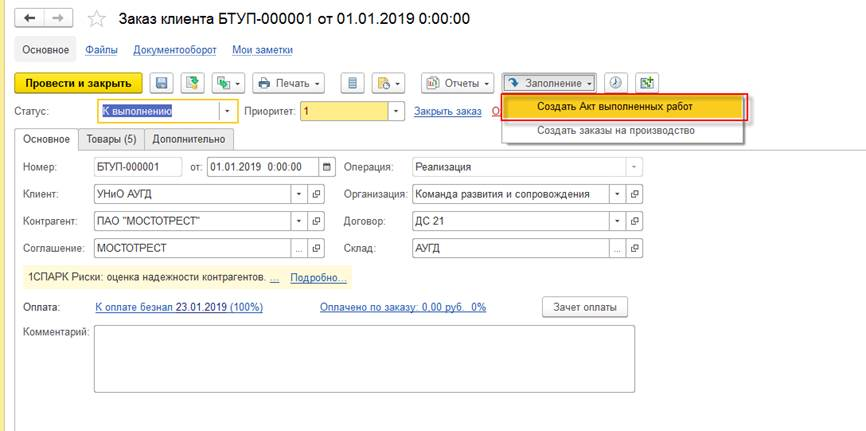 Заказ клиента БТУП-000001 от 01.01.2019 0:00:00
Основное Файлы Документооборот Мои заметки
Провести и закрыть Печать Отчеты Заполнение
Статус: К выполнению Приоритет: 1 Закрыть заказ
Создать Акт выполненных работ
Создать заказы на производство
Основное Товары (5) Дополнительно
Номер: БТУП-000001 от: 01.01.2019 0:00:00 Операция: Реализация
Клиент: УНиО АУГД Организация: Команда развития и сопровождения
Контрагент: ПАО "МОСТОТРЕСТ" Договор: ДС 21
Соглашение: МОСТОТРЕСТ ... Склад: АУГД ...
1СПАРК Риски: оценка надежности контрагентов. ... Подробно...
Оплата: К оплате безнал 23.01.2019 (100%) Оплачено по заказу: 0,00 руб. 0% Зачет оплаты
Комментарий: